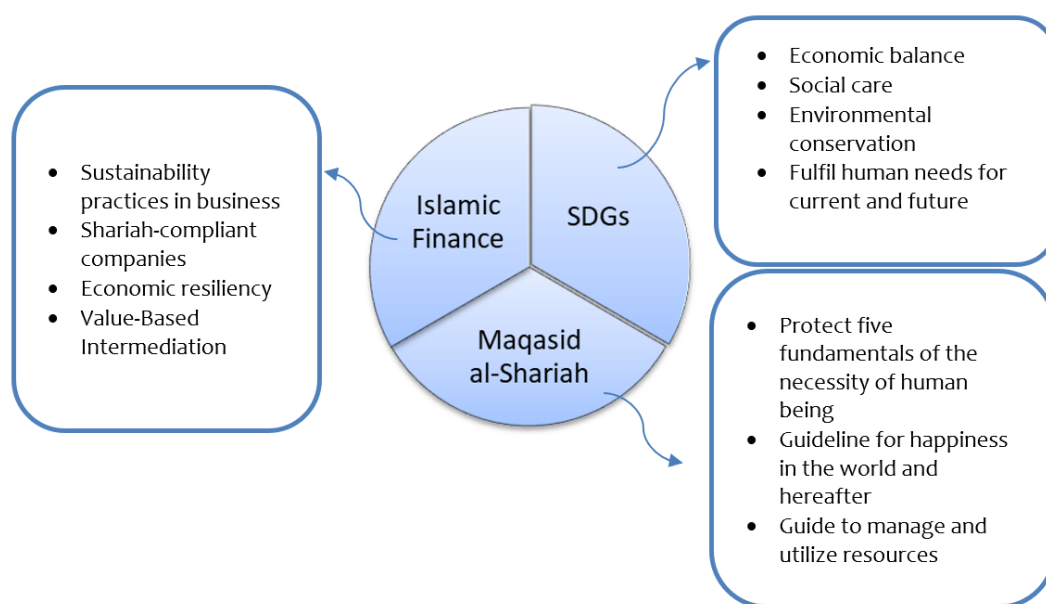 • Sustainability
practices in business
• Shariah-compliant
companies
• Economic resiliency
• Value-Based
Intermediation
Islamic
Finance
SDGs
Maqasid
al-Shariah
• Economic balance
• Social care
• Environmental
conservation
• Fulfil human needs for
current and future
• Protect five
fundamentals of the
necessity of human
being
• Guideline for happiness
in the world and
hereafter
• Guide to manage and
utilize resources